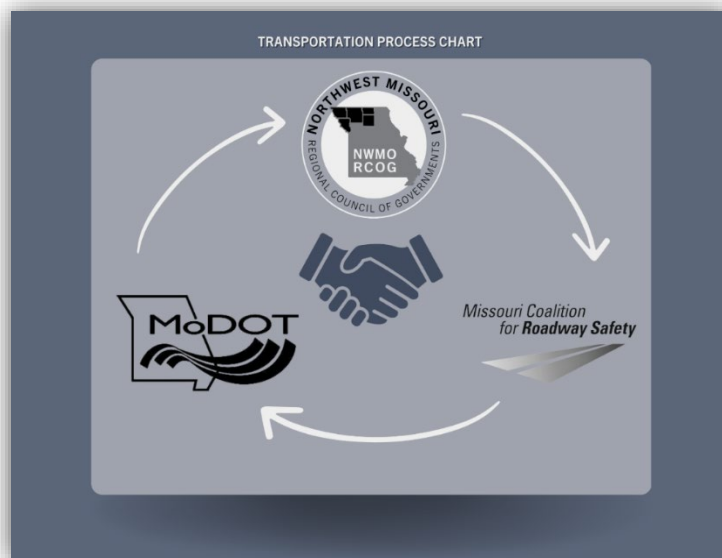 TRANSPORTATION PROCESS CHART
NORTHWEST MISSOURI
NWMO
RCOG
REGIONAL COUNCIL OF GOVERNMENTS
MoDOT
Missouri Coalition
for Roadway Safety